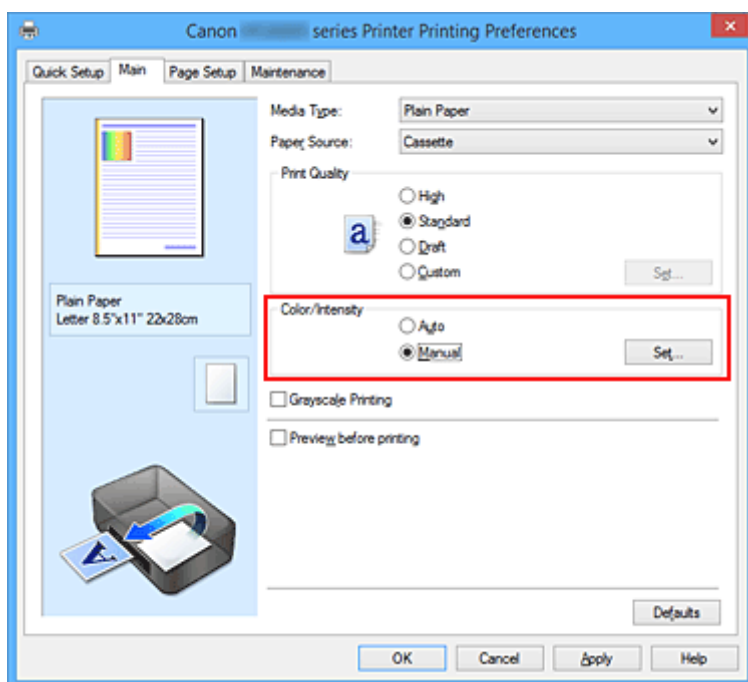 Canon series Printer Printing Preferences
Quick Setup Main Page Setup Maintenance
Media Type: Plain Paper
Paper Source: Cassette
Print Quality
High
a Standard
Draft
Custom Set...
Plain Paper
Letter 8.5"x11" 22x28cm
Color/Intensity
Auto
Manual Set...
Grayscale Printing
Preview before printing
A
Defaults
OK Cancel Apply Help